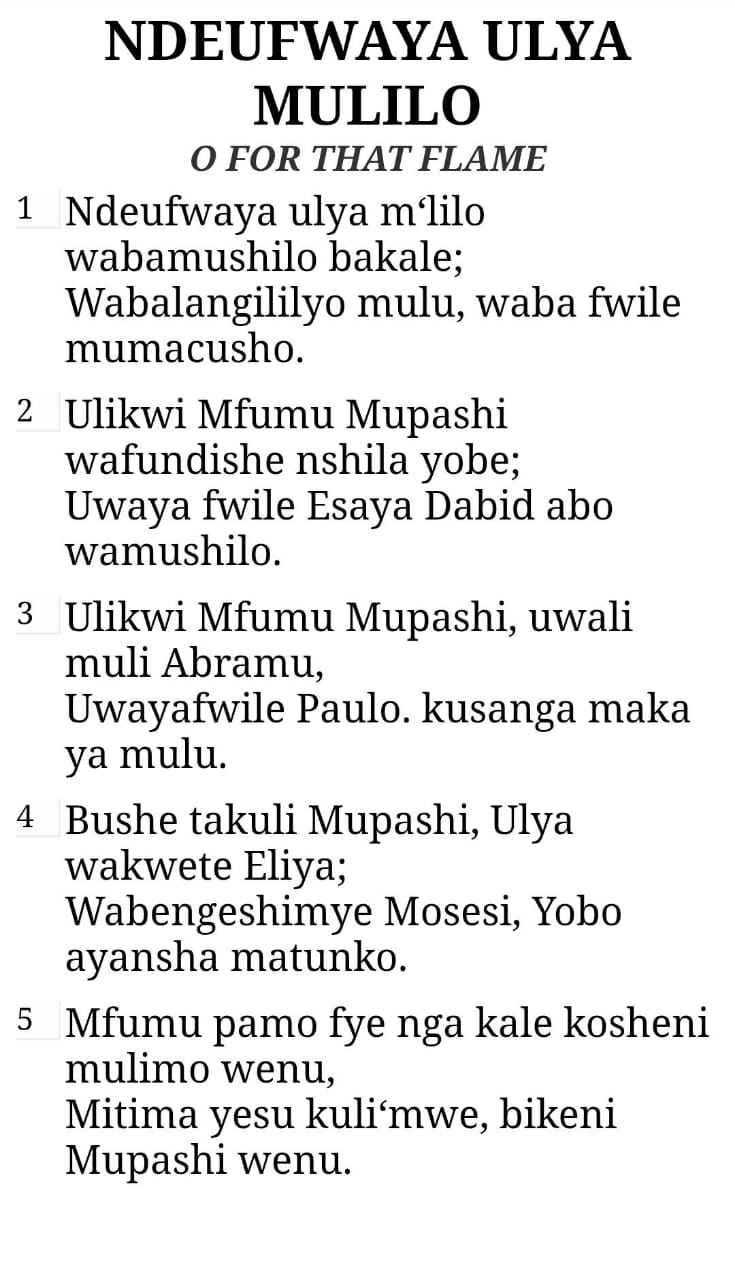 NDEUFWAYA ULYA
MULILO
O FOR THAT FLAME
1 Ndeufwaya ulya m‘lilo
wabamushilo bakale;
Wabalangililyo mulu, waba fwile
mumacusho.
2 Ulikwi Mfumu Mupashi
wafundishe nshila yobe;
Uwaya fwile Esaya Dabid abo
wamushilo.
3 Ulikwi Mfumu Mupashi, uwali
muli Abramu,
Uwayafwile Paulo. kusanga maka
ya mulu.
4 Bushe takuli Mupashi, Ulya
wakwete Eliya;
Wabengeshimye Mosesi, Yobo
ayansha matunko.
5 Mfumu pamo fye nga kale kosheni
mulimo wenu,
Mitima yesu kuli‘mwe, bikeni
Mupashi wenu.